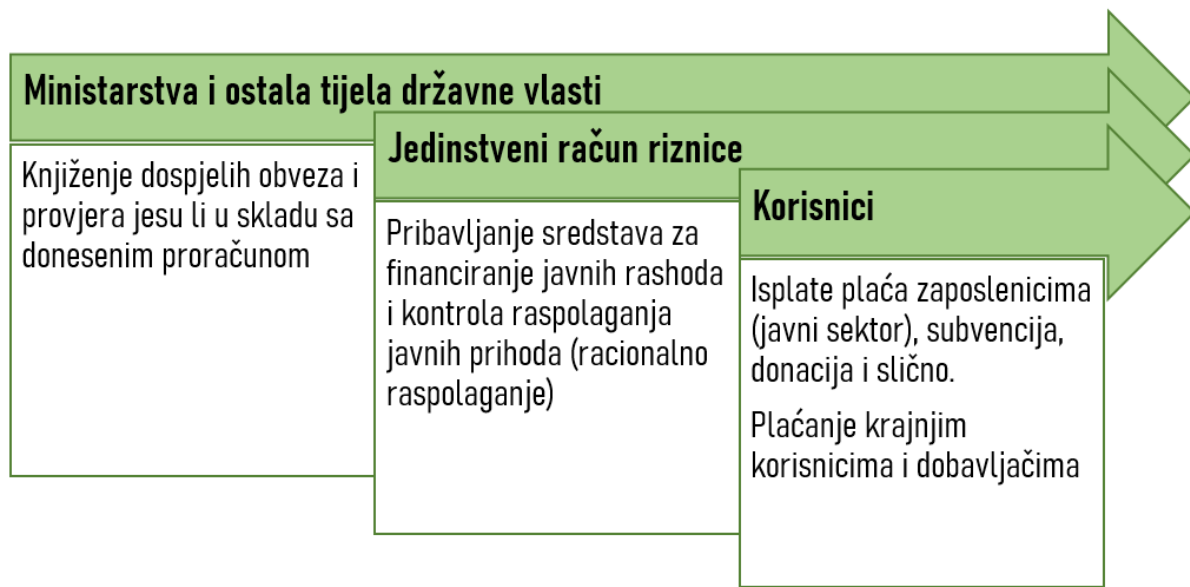 Ministarstva i ostala tijela državne vlasti
Knjiženje dospjelih obveza i
provjera jesu li u skladu sa
donesenim proračunom
Jedinstveni račun riznice
Pribavljanje sredstava za
financiranje javnih rashoda
i kontrola raspolaganja
javnih prihoda (racionalno
raspolaganje)
Korisnici
Isplate plaća zaposlenicima
(javni sektor), subvencija,
donacija i slično.
Plaćanje krajnjim
korisnicima i dobavljačima